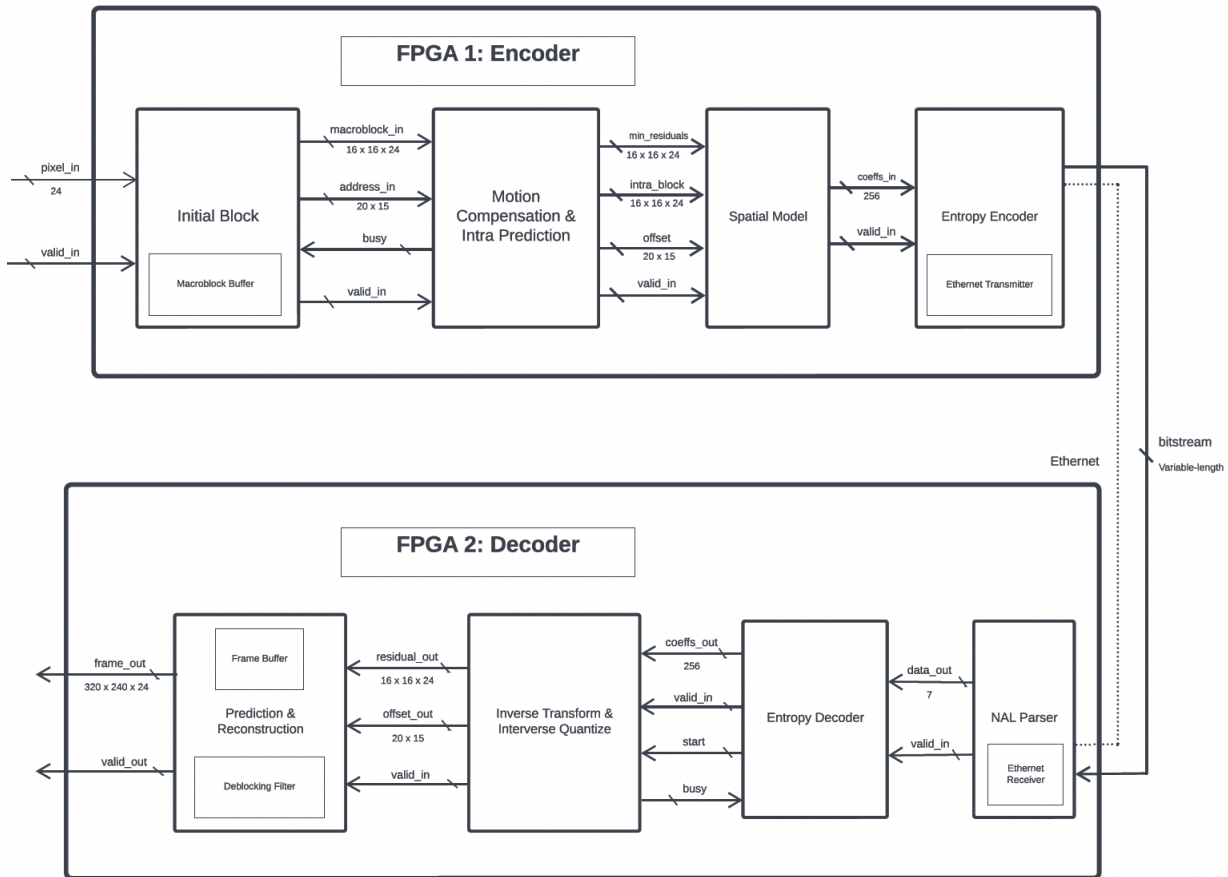 FPGA 1: Encoder
pixel_in
24
valid_in
Initial Block
Macroblock Buffer
macroblock_in
16 x 16 x 24
address_in
20 x 15
busy
valid_in
Motion
Compensation &
Intra Prediction
min_residuals
16 x 16 x 24
intra_block
16 x 16 x 24
offset
20 x 15
valid_in
Spatial Model
coeffs_in
256
valid_in
Entropy Encoder
Ethernet Transmitter
Ethernet
bitstream
Variable-length
FPGA 2: Decoder
frame_out
320 x 240 x 24
valid_out
Frame Buffer
Prediction &
Reconstruction
Deblocking Filter
residual_out
16 x 16 x 24
offset_out
20 x 15
valid_in
Inverse Transform &
Interverse Quantize
coeffs_out
256
valid_in
start
busy
Entropy Decoder
data_out
7
valid_in
NAL Parser
Ethernet
Receiver